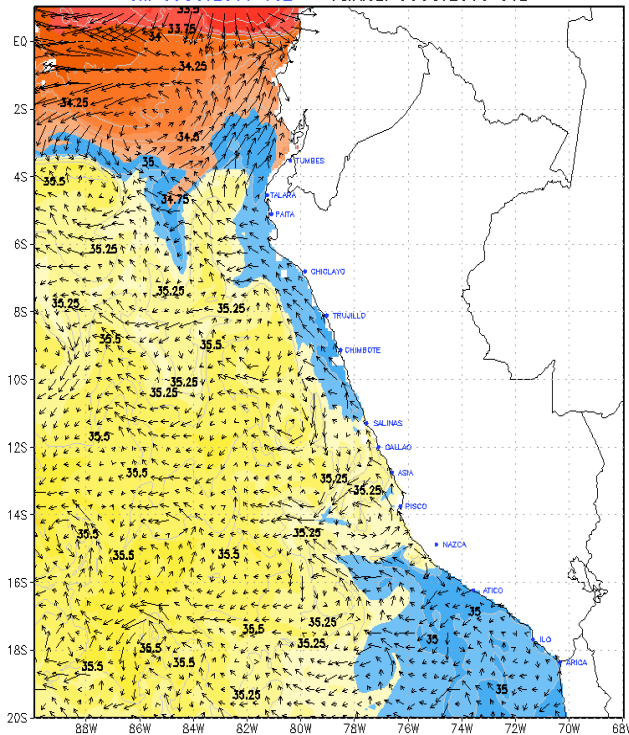 33.5
33.75
EQ
34
34.25
34.25
2S
34.5
35
TUMBES
4S
35.5
34.75
TALARA
PAITA
6S
35.25
CHICLAYO
35.25
35.25
35.25
8S
TRUJILLO
35.5
35.5
CHIMBOTE
10S
35.25
35.25
SALINAS
35.5
12S
CALLAO
35.5
35.25
ASIA
35.25
PISCO
14S
35.5
35.25
NAZCA
35.5
35.5
16S
ATICO
35
35.25
35.5
35
ILO
35.5
35.25
18S
35.5
35.5
ARICA
35.25
35
20S
88W 86W 84W 82W 80W 78W 76W 74W 72W 70W 68W